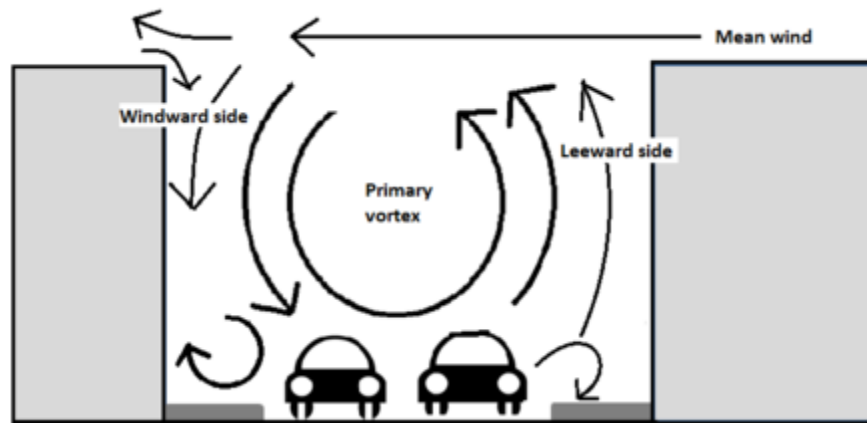 Mean wind
Windward side
Leeward side
Primary
vortex